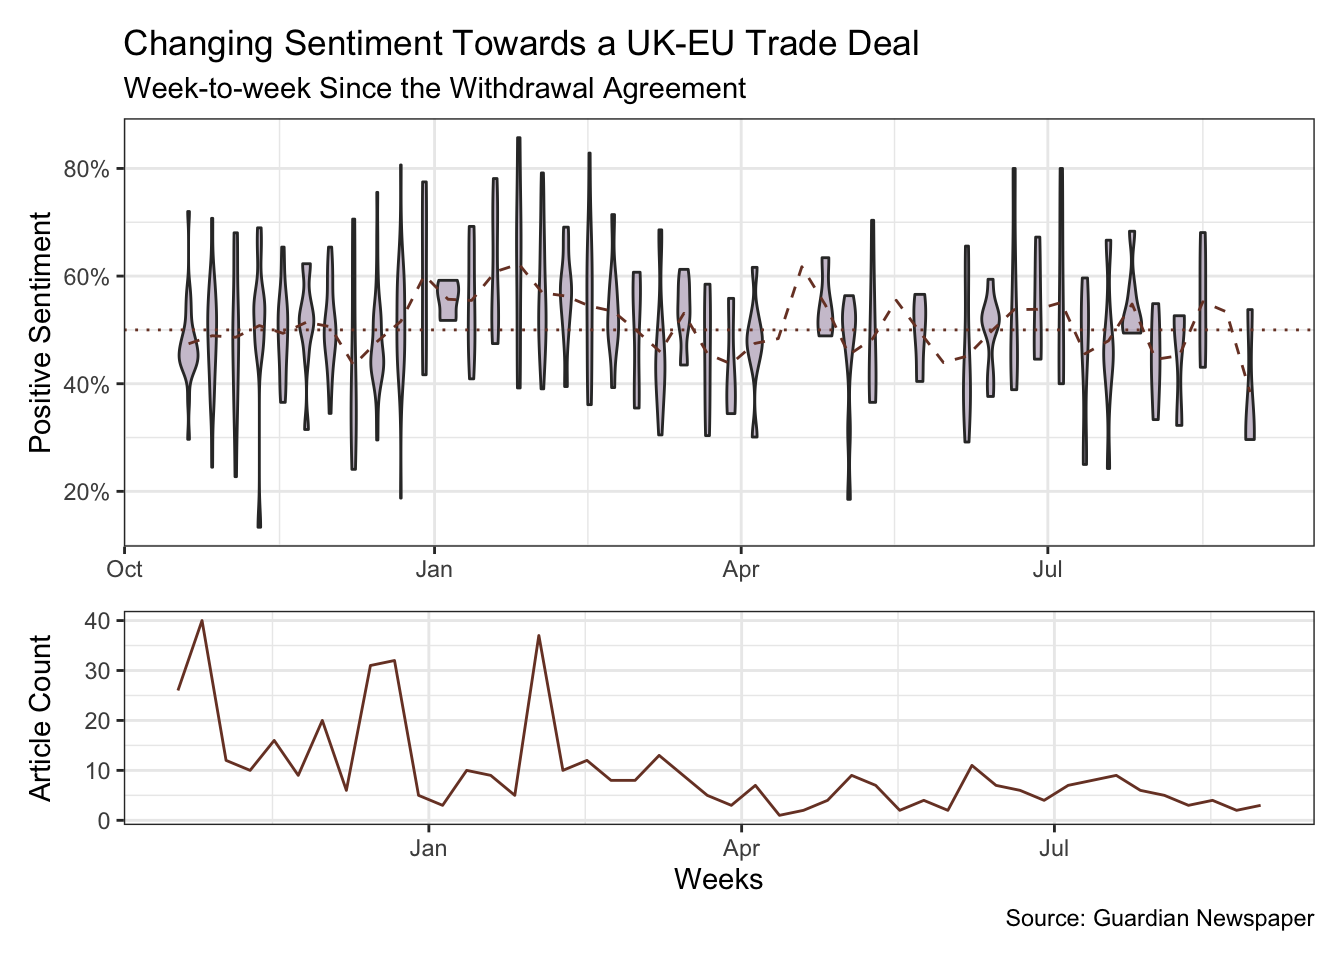 Changing Sentiment Towards a UK-EU Trade Deal
Week-to-week Since the Withdrawal Agreement
Positive Sentiment
80%
60%
40%
20%
Oct Jan Apr Jul
Article Count
40
30
20
10
0
Jan Apr Jul
Weeks
Source: Guardian Newspaper